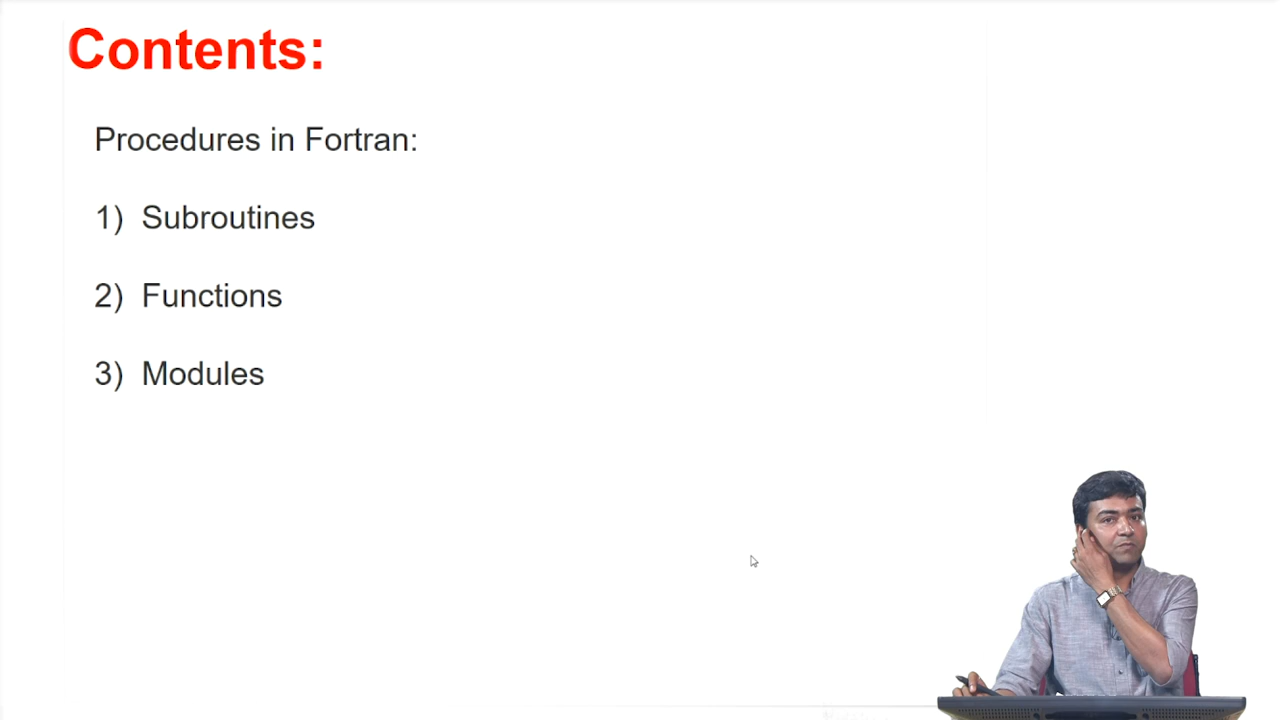 Contents:
Procedures in Fortran:
1) Subroutines
2) Functions
3) Modules